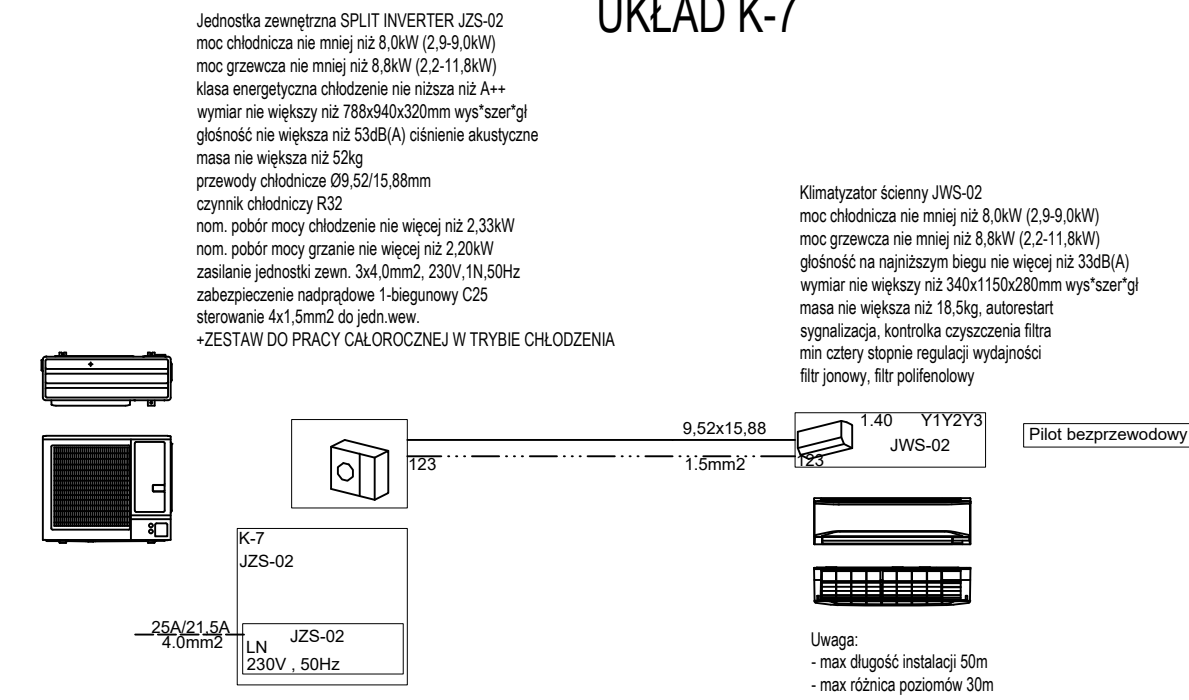 UKŁAD K-7
Jednostka zewnętrzna SPLIT INVERTER JZS-02
moc chłodnicza nie mniej niż 8,0kW (2,9-9,0kW)
moc grzewcza nie mniej niż 8,8kW (2,2-11,8kW)
klasa energetyczna chłodzenie nie niższa niż A++
wymiar nie większy niż 788x940x320mm wys*szer*gł
głośność nie większa niż 53dB(A) ciśnienie akustyczne
masa nie większa niż 52kg
przewody chłodnicze Ø9,52/15,88mm
czynnik chłodniczy R32
nom. pobór mocy chłodzenie nie więcej niż 2,33kW
nom. pobór mocy grzanie nie więcej niż 2,20kW
zasilanie jednostki zewn. 3x4,0mm2, 230V,1N,50Hz
zabezpieczenie nadprądowe 1-biegunowy C25
sterowanie 4x1,5mm2 do jedn.wew.
+ZESTAW DO PRACY CAŁOROCZNEJ W TRYBIE CHŁODZENIA
Klimatyzator ścienny JWS-02
moc chłodnicza nie mniej niż 8,0kW (2,9-9,0kW)
moc grzewcza nie mniej niż 8,8kW (2,2-11,8kW)
głośność na najniższym biegu nie więcej niż 33dB(A)
wymiar nie większy niż 340x1150x280mm wys*szer*gł
masa nie większa niż 18,5kg, autorestart
sygnalizacja, kontrolka czyszczenia filtra
min cztery stopnie regulacji wydajności
filtr jonowy, filtr polifenolowy
9,52x15,88
1.40 Y1Y2Y3
JWS-02
Pilot bezprzewodowy
123
1.5mm2
123
K-7
JZS-02
25A/21.5A
4.0mm2
JZS-02
LN
230V , 50Hz
Uwaga:
- max długość instalacji 50m
- max różnica poziomów 30m